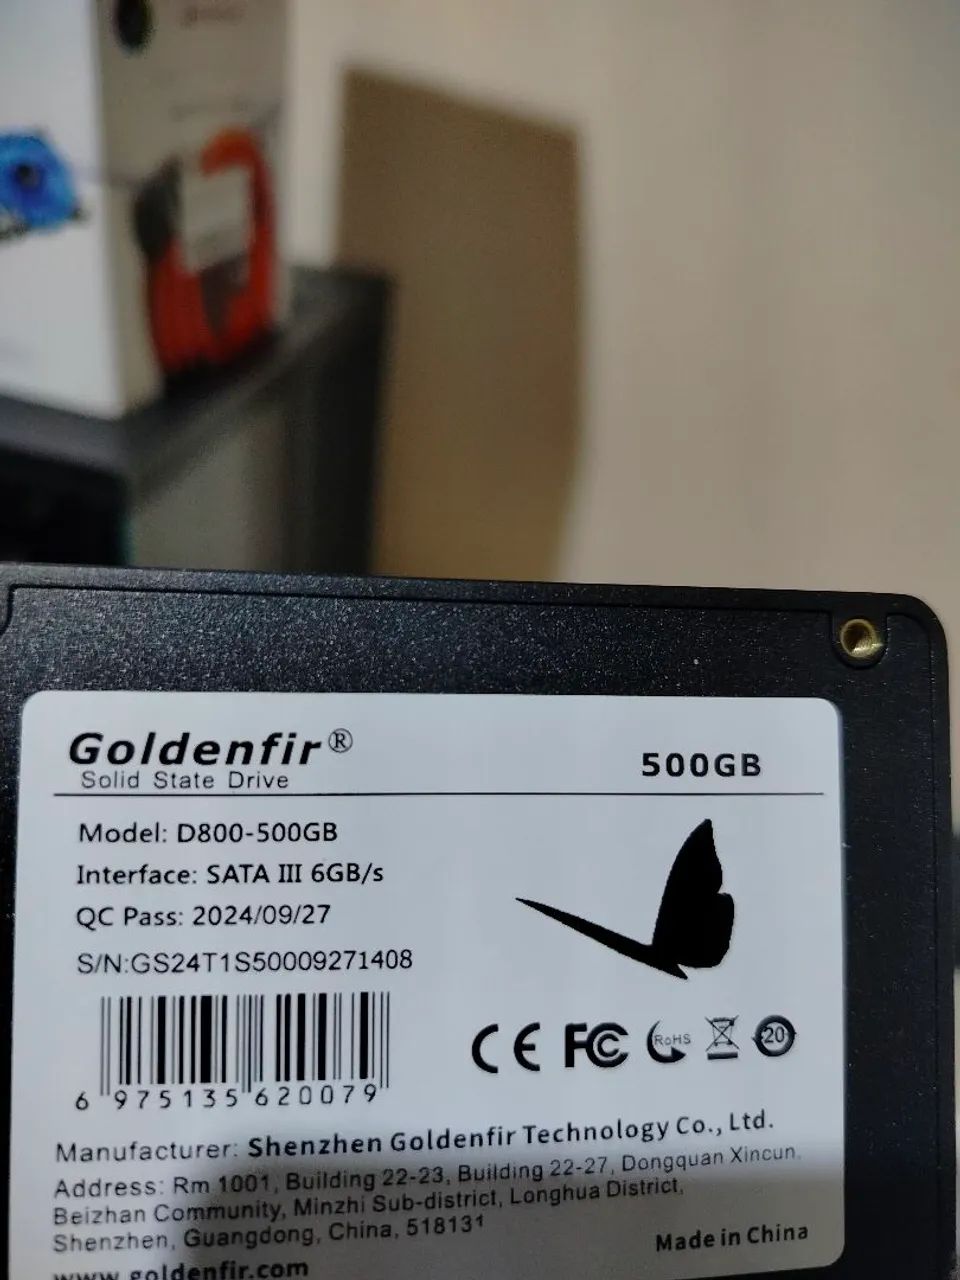 Goldenfir®
Solid State Drive
500GB
Model: D800-500GB
Interface: SATA III 6GB/s
QC Pass: 2024/09/27
S/N:GS24T1S50009271408
CE FC RoHS 20
6 975135 620079
Manufacturer: Shenzhen Goldenfir Technology Co., Ltd.
Address: Rm 1001, Building 22-23, Building 22-27, Dongquan Xincun,
Beizhan Community, Minzhi Sub-district, Longhua District,
Shenzhen, Guangdong, China, 518131
Made in China
www.goldenfir.com